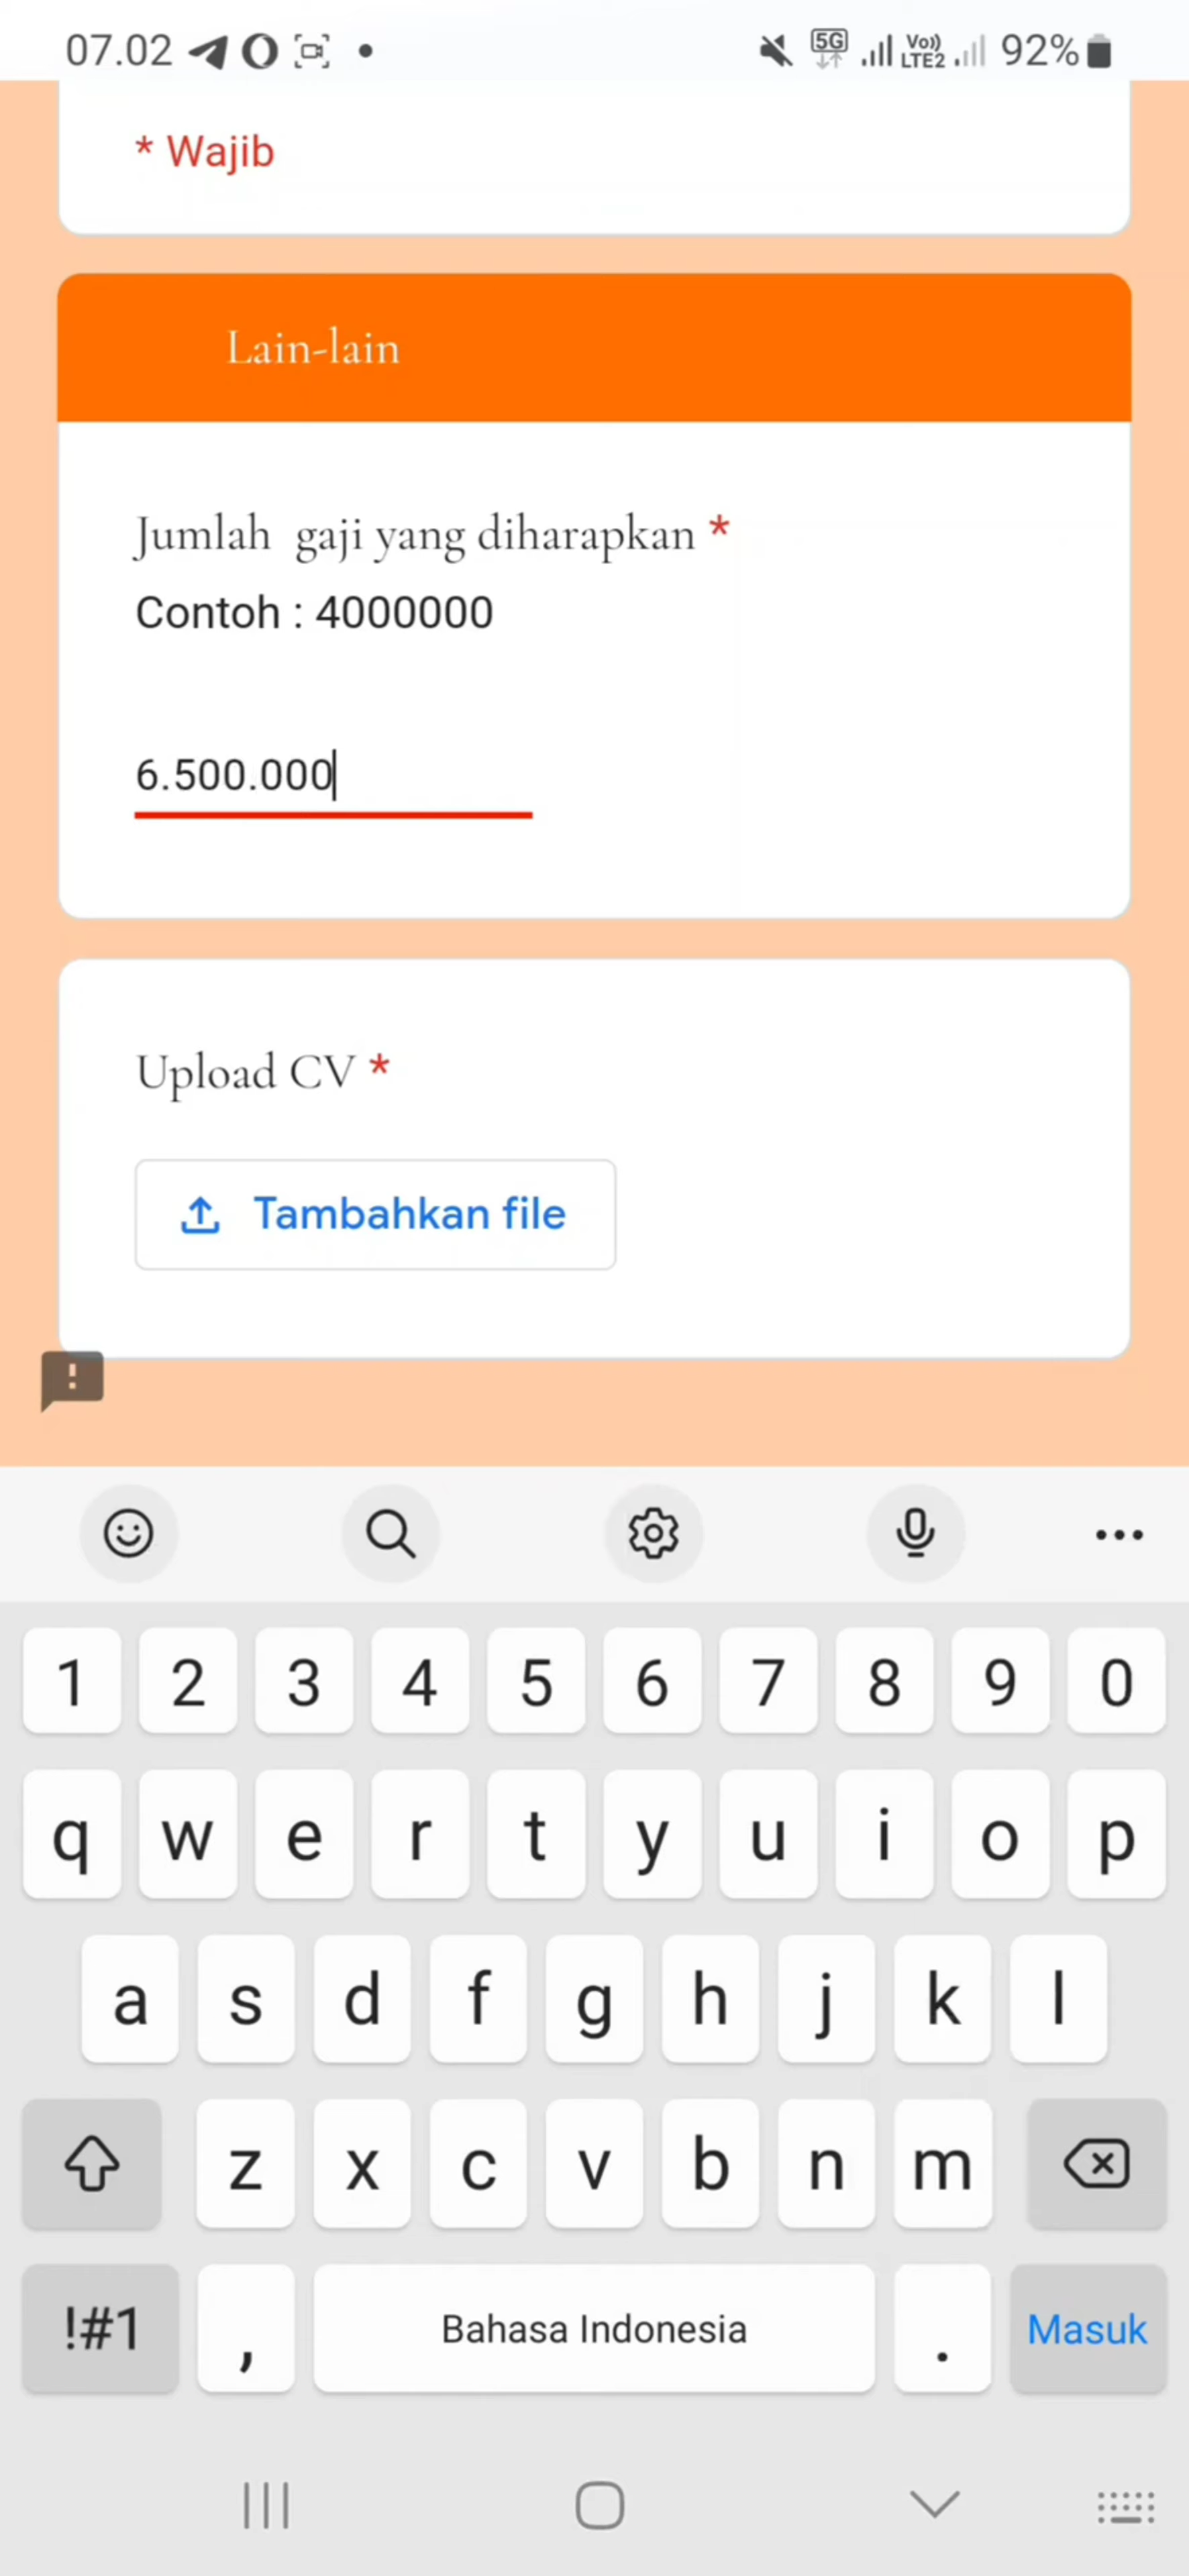 07.02 5G Vo)) LTE2 92%
* Wajib
Lain-lain
Jumlah gaji yang diharapkan *
Contoh : 4000000
6.500.000
Upload CV *
Tambahkan file
1 2 3 4 5 6 7 8 9 0
q w e r t y u i o p
a s d f g h j k l
z x c v b n m
!#1 , Bahasa Indonesia . Masuk